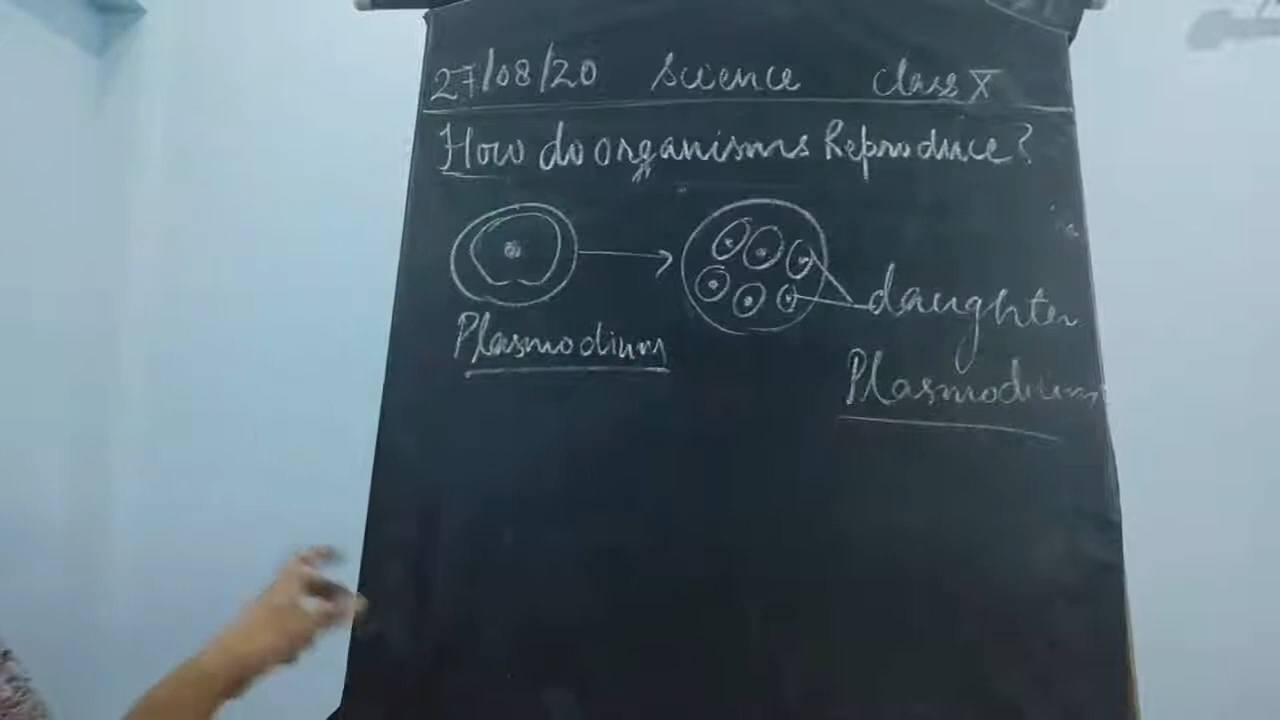 27/08/20 Science class X
How do organisms Reproduce?
daughter
Plasmodium
Plasmodium